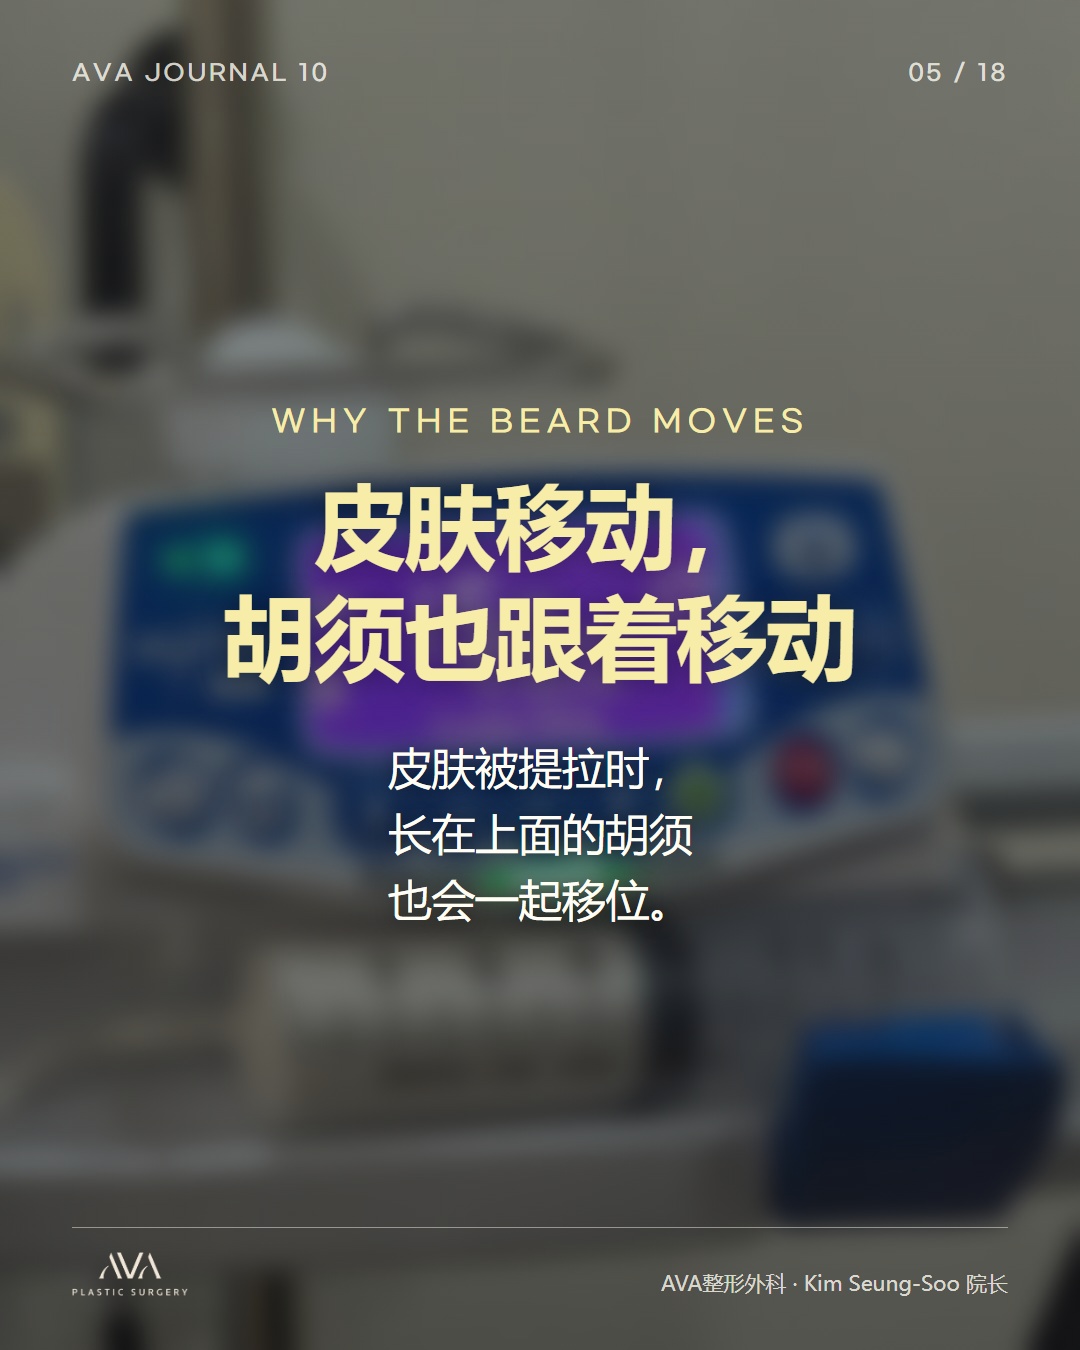 AVA JOURNAL 10
05 / 18
WHY THE BEARD MOVES
皮肤移动，
胡须也跟着移动
皮肤被提拉时，
长在上面的胡须
也会一起移位。
AVA
PLASTIC SURGERY
AVA整形外科 · Kim Seung-Soo 院长